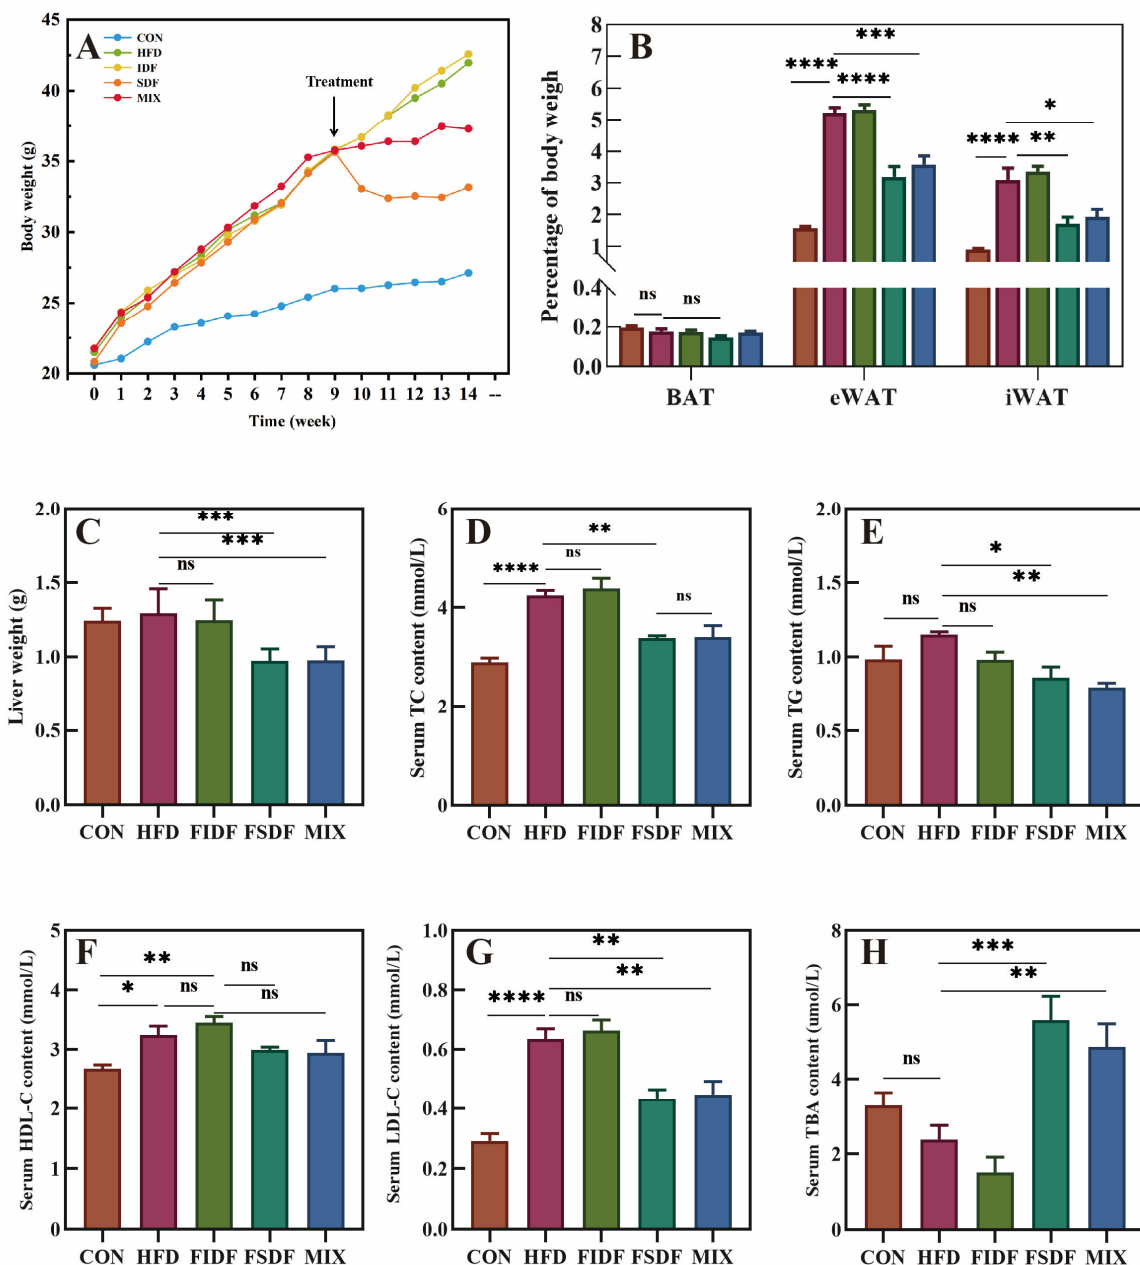 A
CON
HFD
IDF
SDF
MIX
Treatment
Body weight (g)
45
40
35
30
25
20
0 1 2 3 4 5 6 7 8 9 10 11 12 13 14 --
Time (week)
B
Percentage of body weigh
8
7
6
5
4
3
2
1
0.4
0.2
0.0
ns
ns
****
****
***
****
**
*
BAT eWAT iWAT
C
Liver weight (g)
2.0
1.5
1.0
0.5
0.0
***
***
ns
CON HFD FIDF FSDF MIX
D
Serum TC content (mmol/L)
6
4
2
0
**
ns
****
ns
CON HFD FIDF FSDF MIX
E
Serum TG content (mmol/L)
2.0
1.5
1.0
0.5
0.0
*
**
ns
ns
CON HFD FIDF FSDF MIX
F
Serum HDL-C content (mmol/L)
5
4
3
2
1
0
**
ns
*
ns
ns
CON HFD FIDF FSDF MIX
G
Serum LDL-C content (mmol/L)
1.0
0.8
0.6
0.4
0.2
0.0
**
**
****
ns
CON HFD FIDF FSDF MIX
H
Serum TBA content (umol/L)
8
6
4
2
0
***
**
ns
CON HFD FIDF FSDF MIX